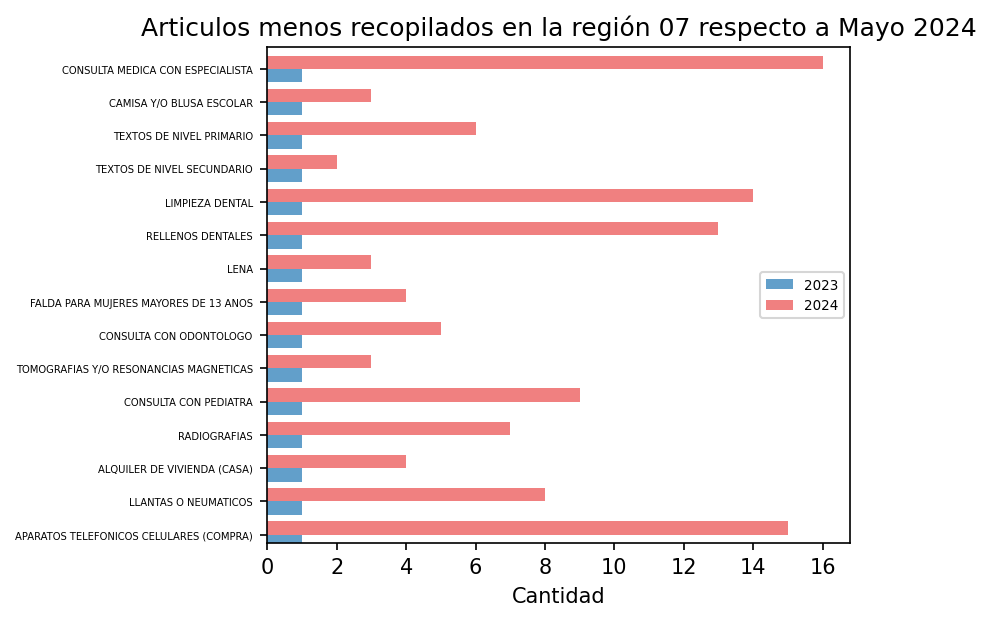 Articulos menos recopilados en la región 07 respecto a Mayo 2024
CONSULTA MEDICA CON ESPECIALISTA
CAMISA Y/O BLUSA ESCOLAR
TEXTOS DE NIVEL PRIMARIO
TEXTOS DE NIVEL SECUNDARIO
LIMPIEZA DENTAL
RELLENOS DENTALES
LENA
FALDA PARA MUJERES MAYORES DE 13 ANOS
CONSULTA CON ODONTOLOGO
TOMOGRAFIAS Y/O RESONANCIAS MAGNETICAS
CONSULTA CON PEDIATRA
RADIOGRAFIAS
ALQUILER DE VIVIENDA (CASA)
LLANTAS O NEUMATICOS
APARATOS TELEFONICOS CELULARES (COMPRA)
2023
2024
0 2 4 6 8 10 12 14 16
Cantidad